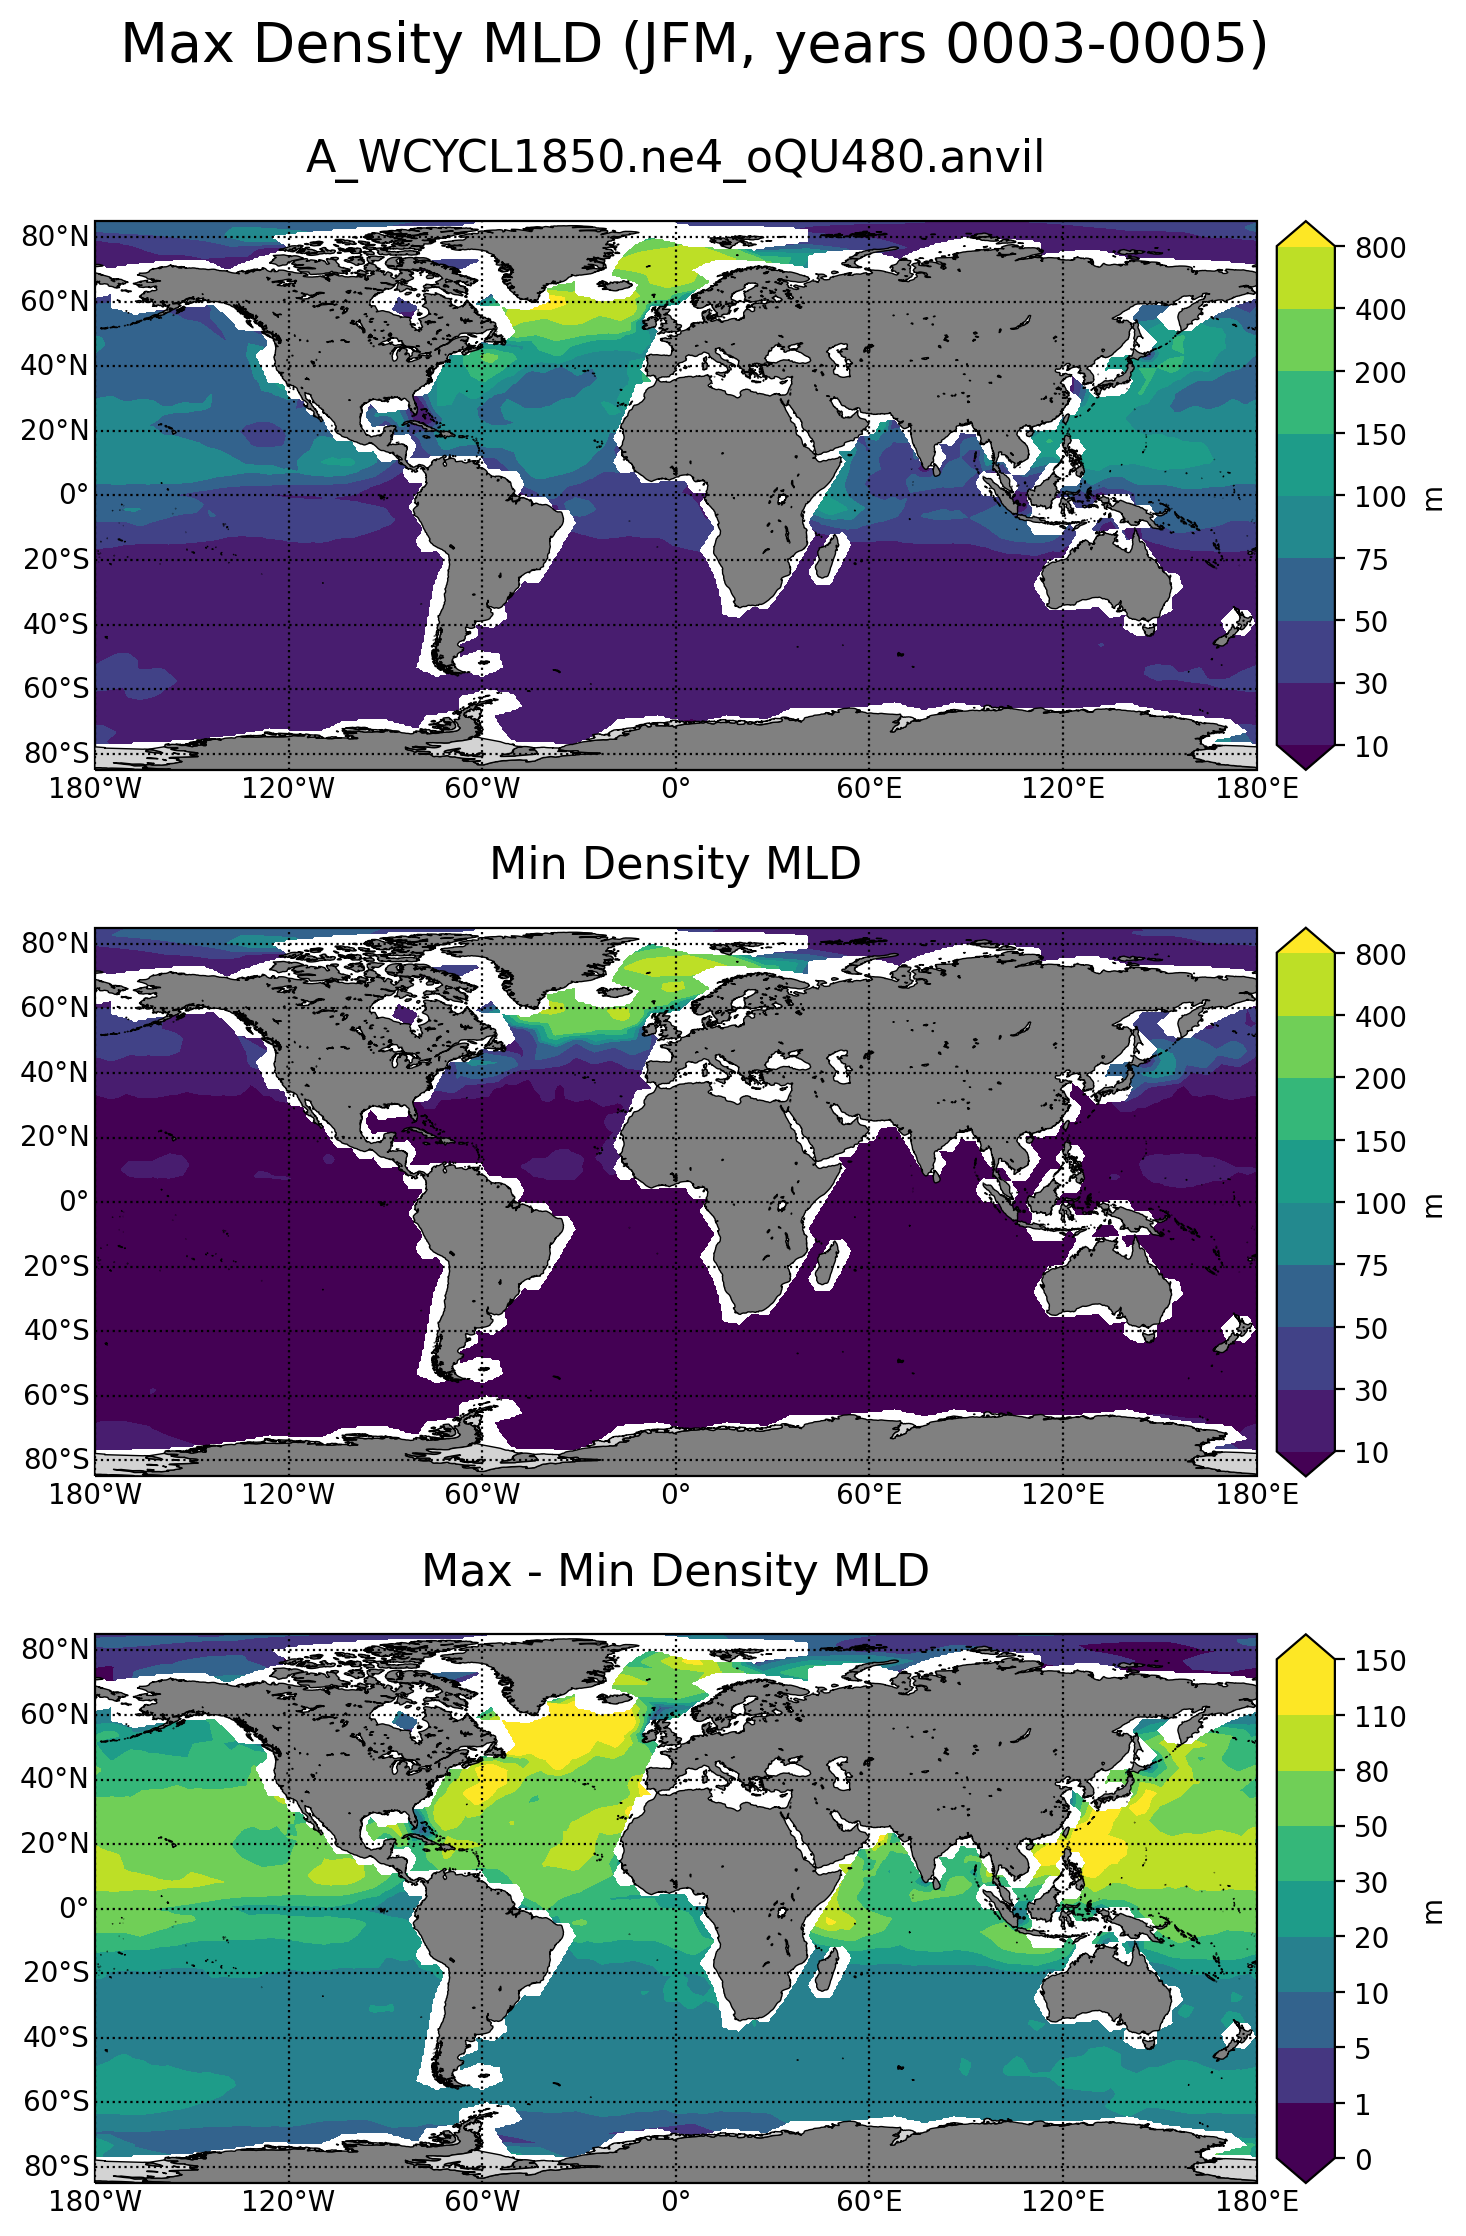 Max Density MLD (JFM, years 0003-0005)
A_WCYCL1850.ne4_oQU480.anvil
80°N
60°N
40°N
20°N
0°
20°S
40°S
60°S
80°S
180°W 120°W 60°W 0° 60°E 120°E 180°E
800
400
200
150
100
75
50
30
10
m
Min Density MLD
80°N
60°N
40°N
20°N
0°
20°S
40°S
60°S
80°S
180°W 120°W 60°W 0° 60°E 120°E 180°E
800
400
200
150
100
75
50
30
10
m
Max - Min Density MLD
80°N
60°N
40°N
20°N
0°
20°S
40°S
60°S
80°S
180°W 120°W 60°W 0° 60°E 120°E 180°E
150
110
80
50
30
20
10
5
1
0
m